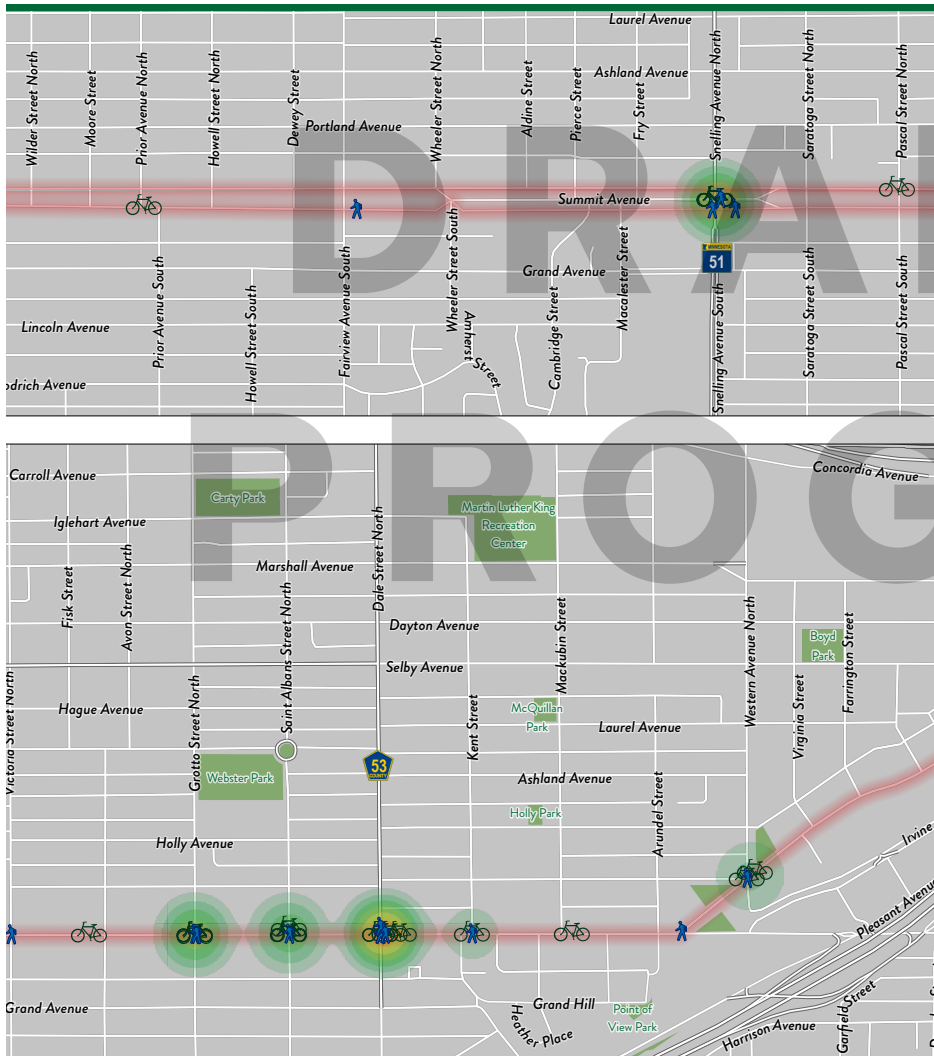 Laurel Avenue
Ashland Avenue
Wilder Street North
Moore Street
Prior Avenue North
Howell Street North
Dewey Street
Portland Avenue
Wheeler Street North
Aldine Street
Pierce Street
Fry Street
Snelling Avenue North
Saratoga Street North
Pascal Street North
DRA
Summit Avenue
MINNESOTA
51
Grand Avenue
Macalester Street
Wheeler Street South
Fairview Avenue South
Prior Avenue South
Howell Street South
Lincoln Avenue
Amherst
Street
Cambridge Street
Snelling Avenue South
Saratoga Street South
Pascal Street South
odrich Avenue
PROG
Carroll Avenue
Concordia Avenue
Carty Park
Martin Luther King
Recreation
Center
Iglehart Avenue
Dale Street North
Marshall Avenue
Fisk Street
Avon Street North
Saint Albans Street North
Dayton Avenue
Mackubin Street
Western Avenue North
Boyd
Park
Farrington Street
Selby Avenue
Victoria Street North
Grotto Street North
Hague Avenue
Kent Street
McQuillan
Park
Laurel Avenue
Virginia Street
53
COUNTY
Webster Park
Ashland Avenue
Arundel Street
Holly Park
Holly Avenue
Irvine
Pleasant Avenue
Grand Avenue
Grand Hill
Heather Place
Point of
View Park
Harrison Avenue
Garfield Street